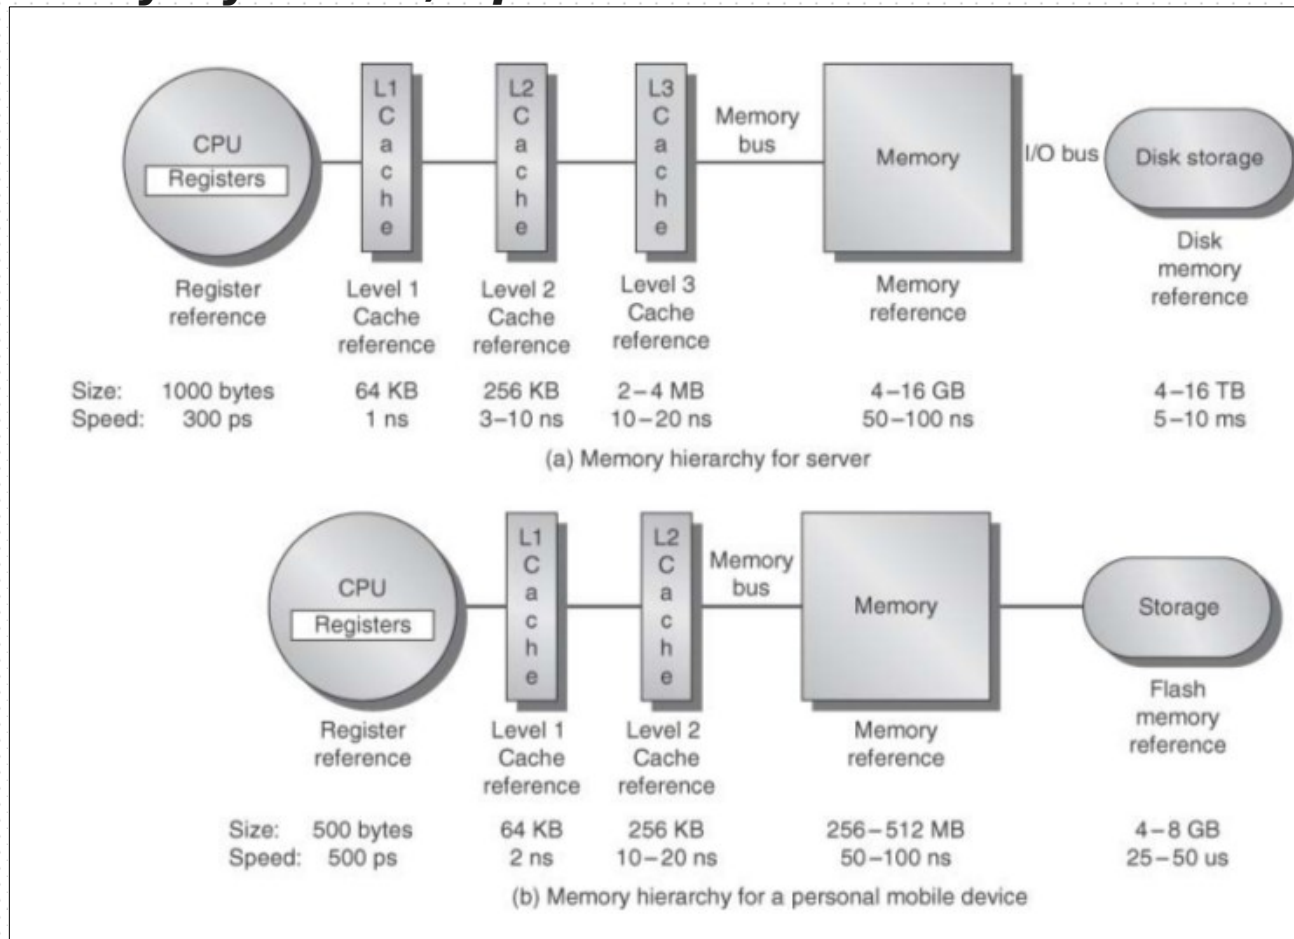 CPU
Registers
L1
C
a
c
h
e
L2
C
a
c
h
e
L3
C
a
c
h
e
Memory
bus
Memory
I/O bus
Disk storage
Register
reference
Level 1
Cache
reference
Level 2
Cache
reference
Level 3
Cache
reference
Memory
reference
Disk
memory
reference
Size: 1000 bytes 64 KB 256 KB 2–4 MB 4–16 GB 4–16 TB
Speed: 300 ps 1 ns 3–10 ns 10–20 ns 50–100 ns 5–10 ms
(a) Memory hierarchy for server
CPU
Registers
L1
C
a
c
h
e
L2
C
a
c
h
e
Memory
bus
Memory
Storage
Register
reference
Level 1
Cache
reference
Level 2
Cache
reference
Memory
reference
Flash
memory
reference
Size: 500 bytes 64 KB 256 KB 256–512 MB 4–8 GB
Speed: 500 ps 2 ns 10–20 ns 50–100 ns 25–50 us
(b) Memory hierarchy for a personal mobile device